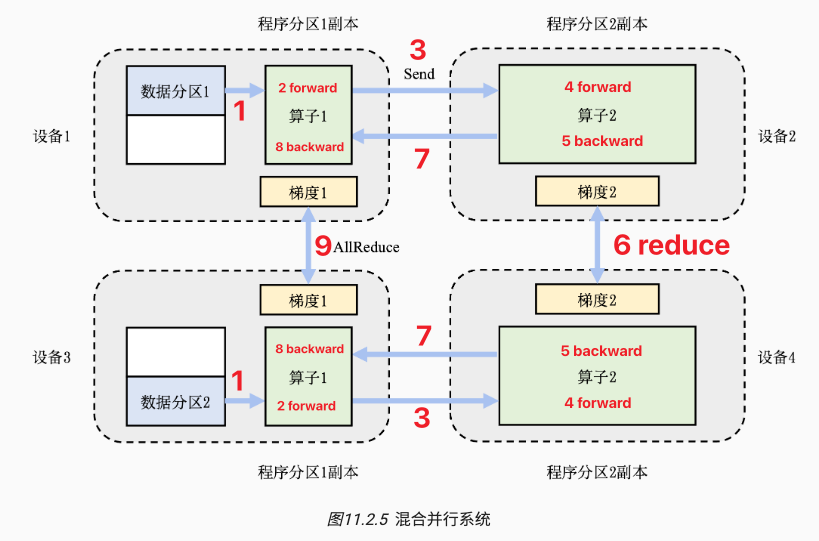 程序分区1副本
程序分区2副本
3
Send
数据分区1
1
2 forward
算子1
8 backward
4 forward
算子2
5 backward
设备1
设备2
7
梯度1
梯度2
9 AllReduce
6 reduce
梯度1
梯度2
设备3
设备4
数据分区2
1
8 backward
算子1
2 forward
7
3
5 backward
算子2
4 forward
程序分区1副本
程序分区2副本
图11.2.5 混合并行系统